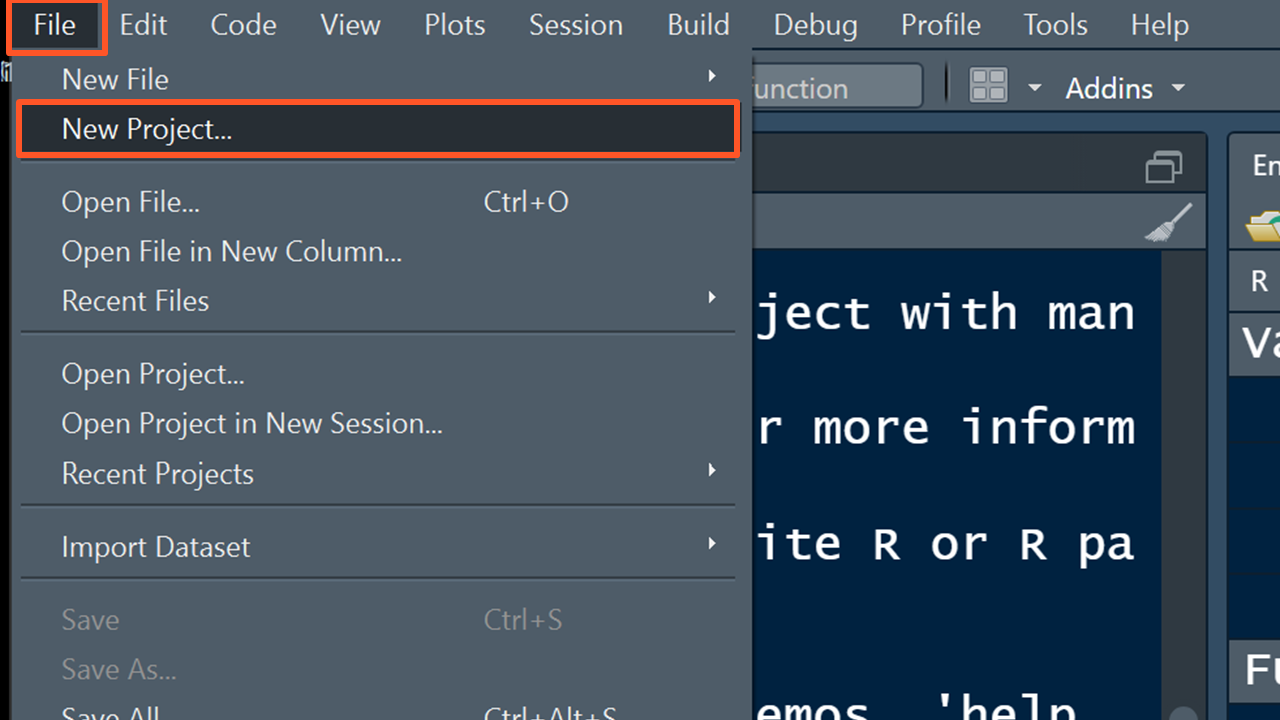 File Edit Code View Plots Session Build Debug Profile Tools Help
New File
unction
Addins
New Project...
Open File... Ctrl+O
Open File in New Column...
Recent Files
Open Project...
Open Project in New Session...
Recent Projects
Import Dataset
Save Ctrl+S
Save As...
Save All Ctrl+Alt+S
En
R
Va
Fu
ject with man
r more inform
ite R or R pa
emos, 'help